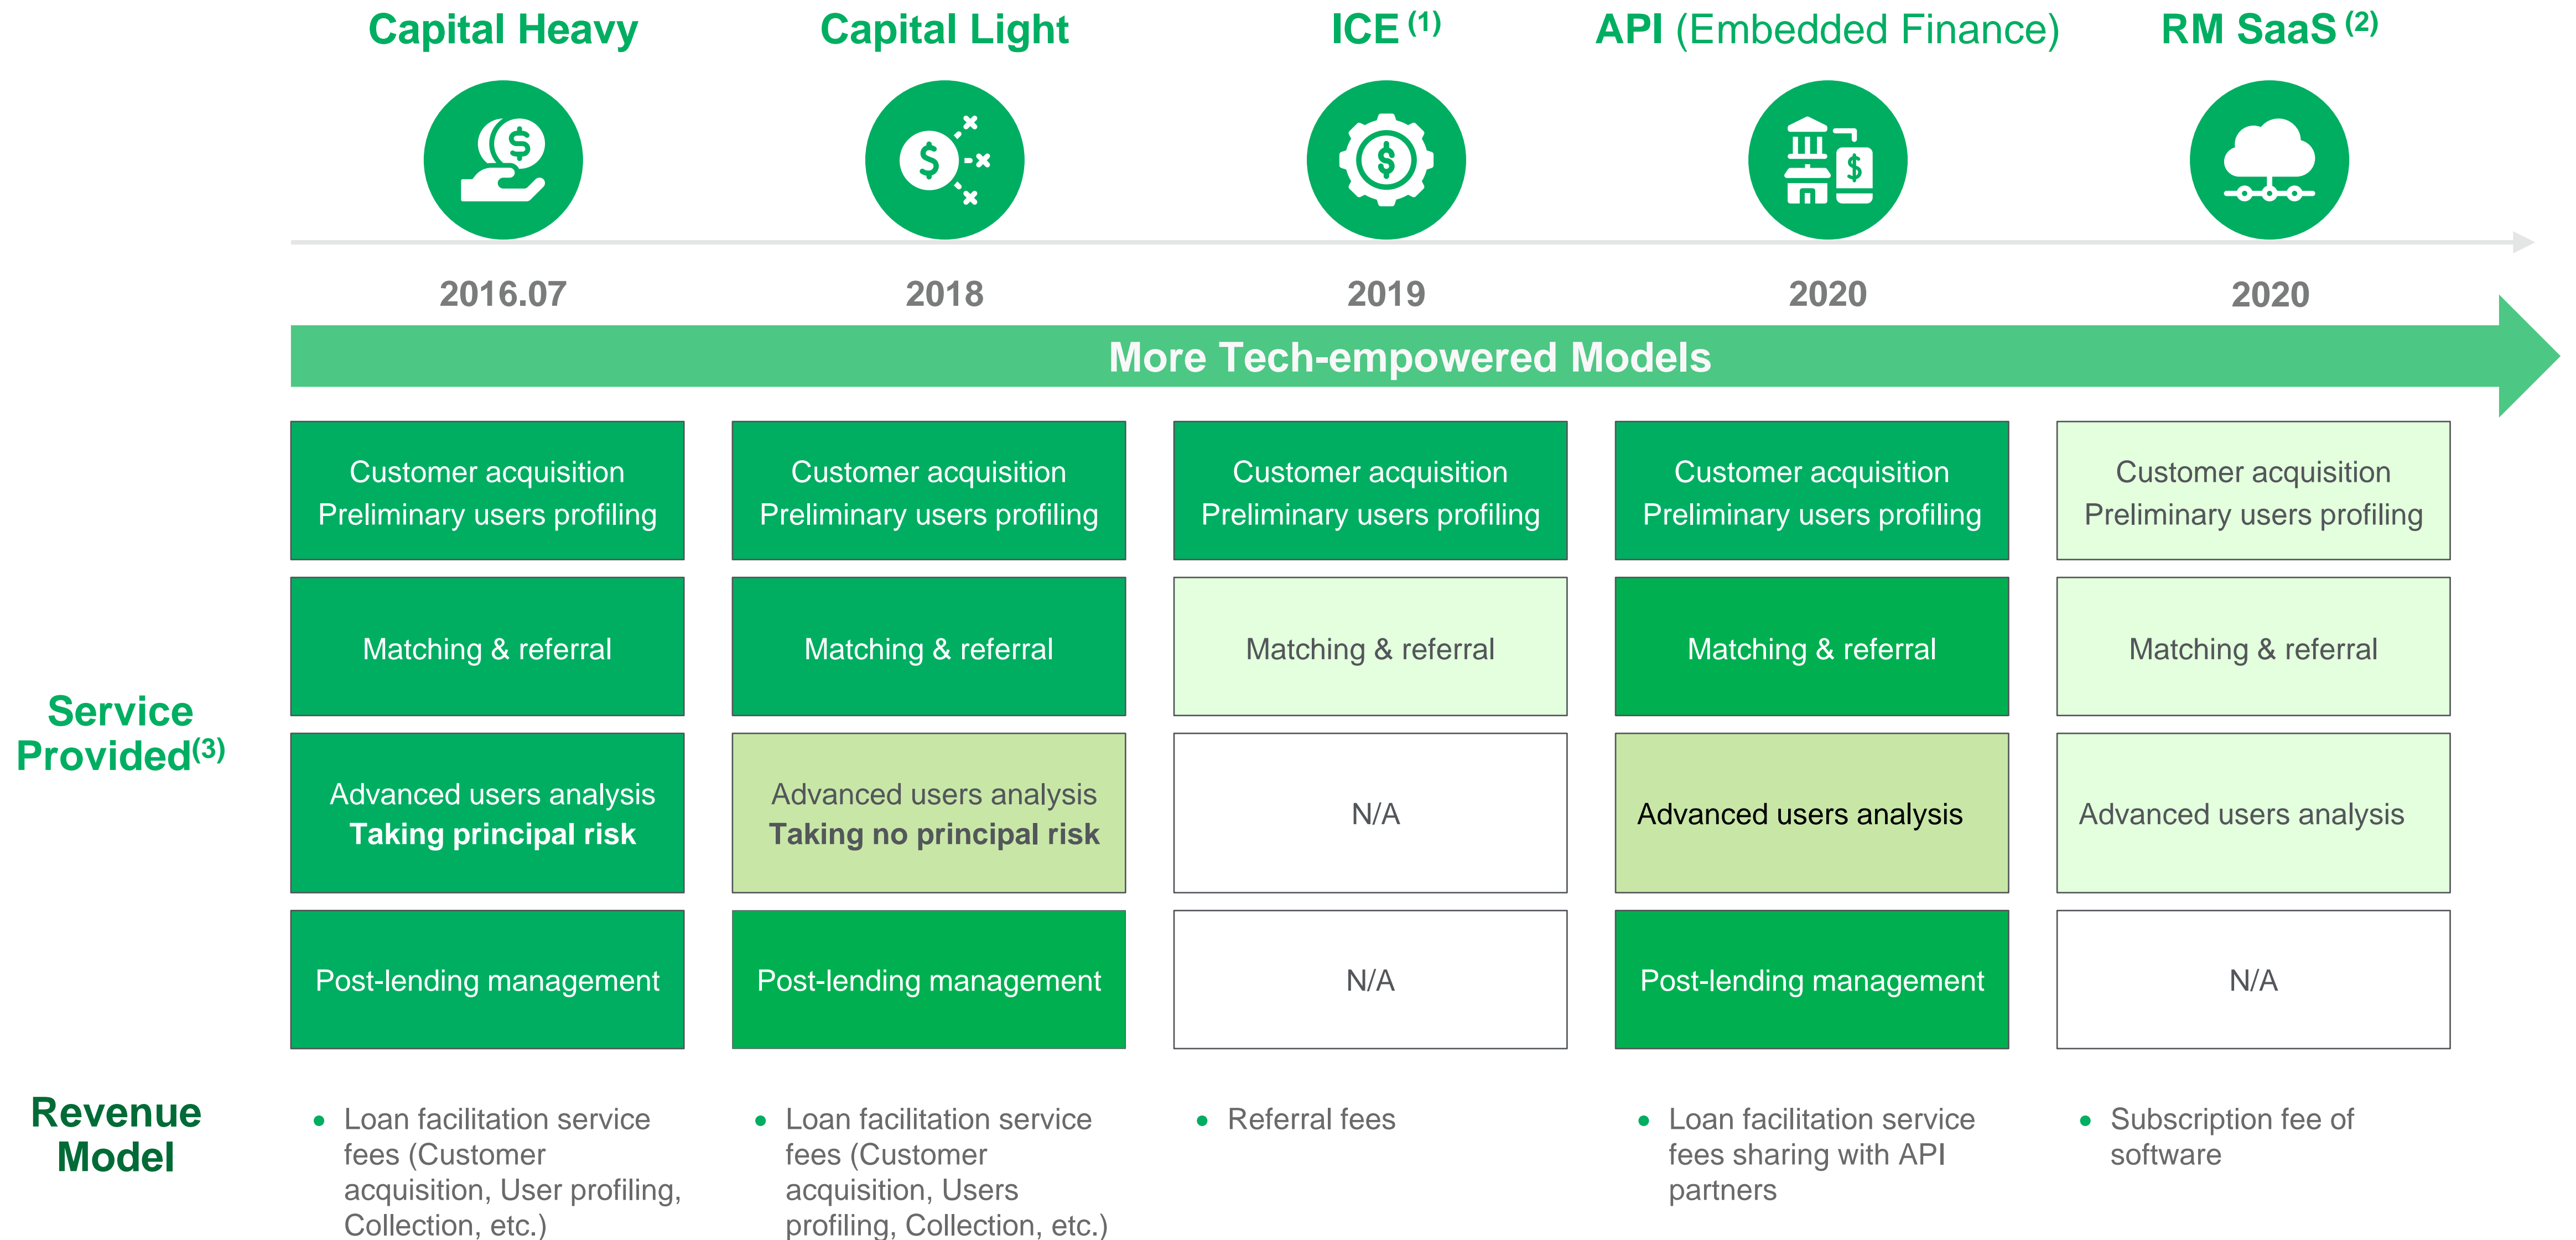 Capital Heavy
Capital Light
ICE (1)
API (Embedded Finance)
RM SaaS (2)
2016.07
2018
2019
2020
2020
More Tech-empowered Models
Service
Provided(3)
Customer acquisition
Preliminary users profiling
Customer acquisition
Preliminary users profiling
Customer acquisition
Preliminary users profiling
Customer acquisition
Preliminary users profiling
Customer acquisition
Preliminary users profiling
Matching & referral
Matching & referral
Matching & referral
Matching & referral
Matching & referral
Advanced users analysis
Taking principal risk
Advanced users analysis
Taking no principal risk
N/A
Advanced users analysis
Advanced users analysis
Post-lending management
Post-lending management
N/A
Post-lending management
N/A
Revenue
Model
• Loan facilitation service
fees (Customer
acquisition, User profiling,
Collection, etc.)
• Loan facilitation service
fees (Customer
acquisition, Users
profiling, Collection, etc.)
• Referral fees
• Loan facilitation service
fees sharing with API
partners
• Subscription fee of
software